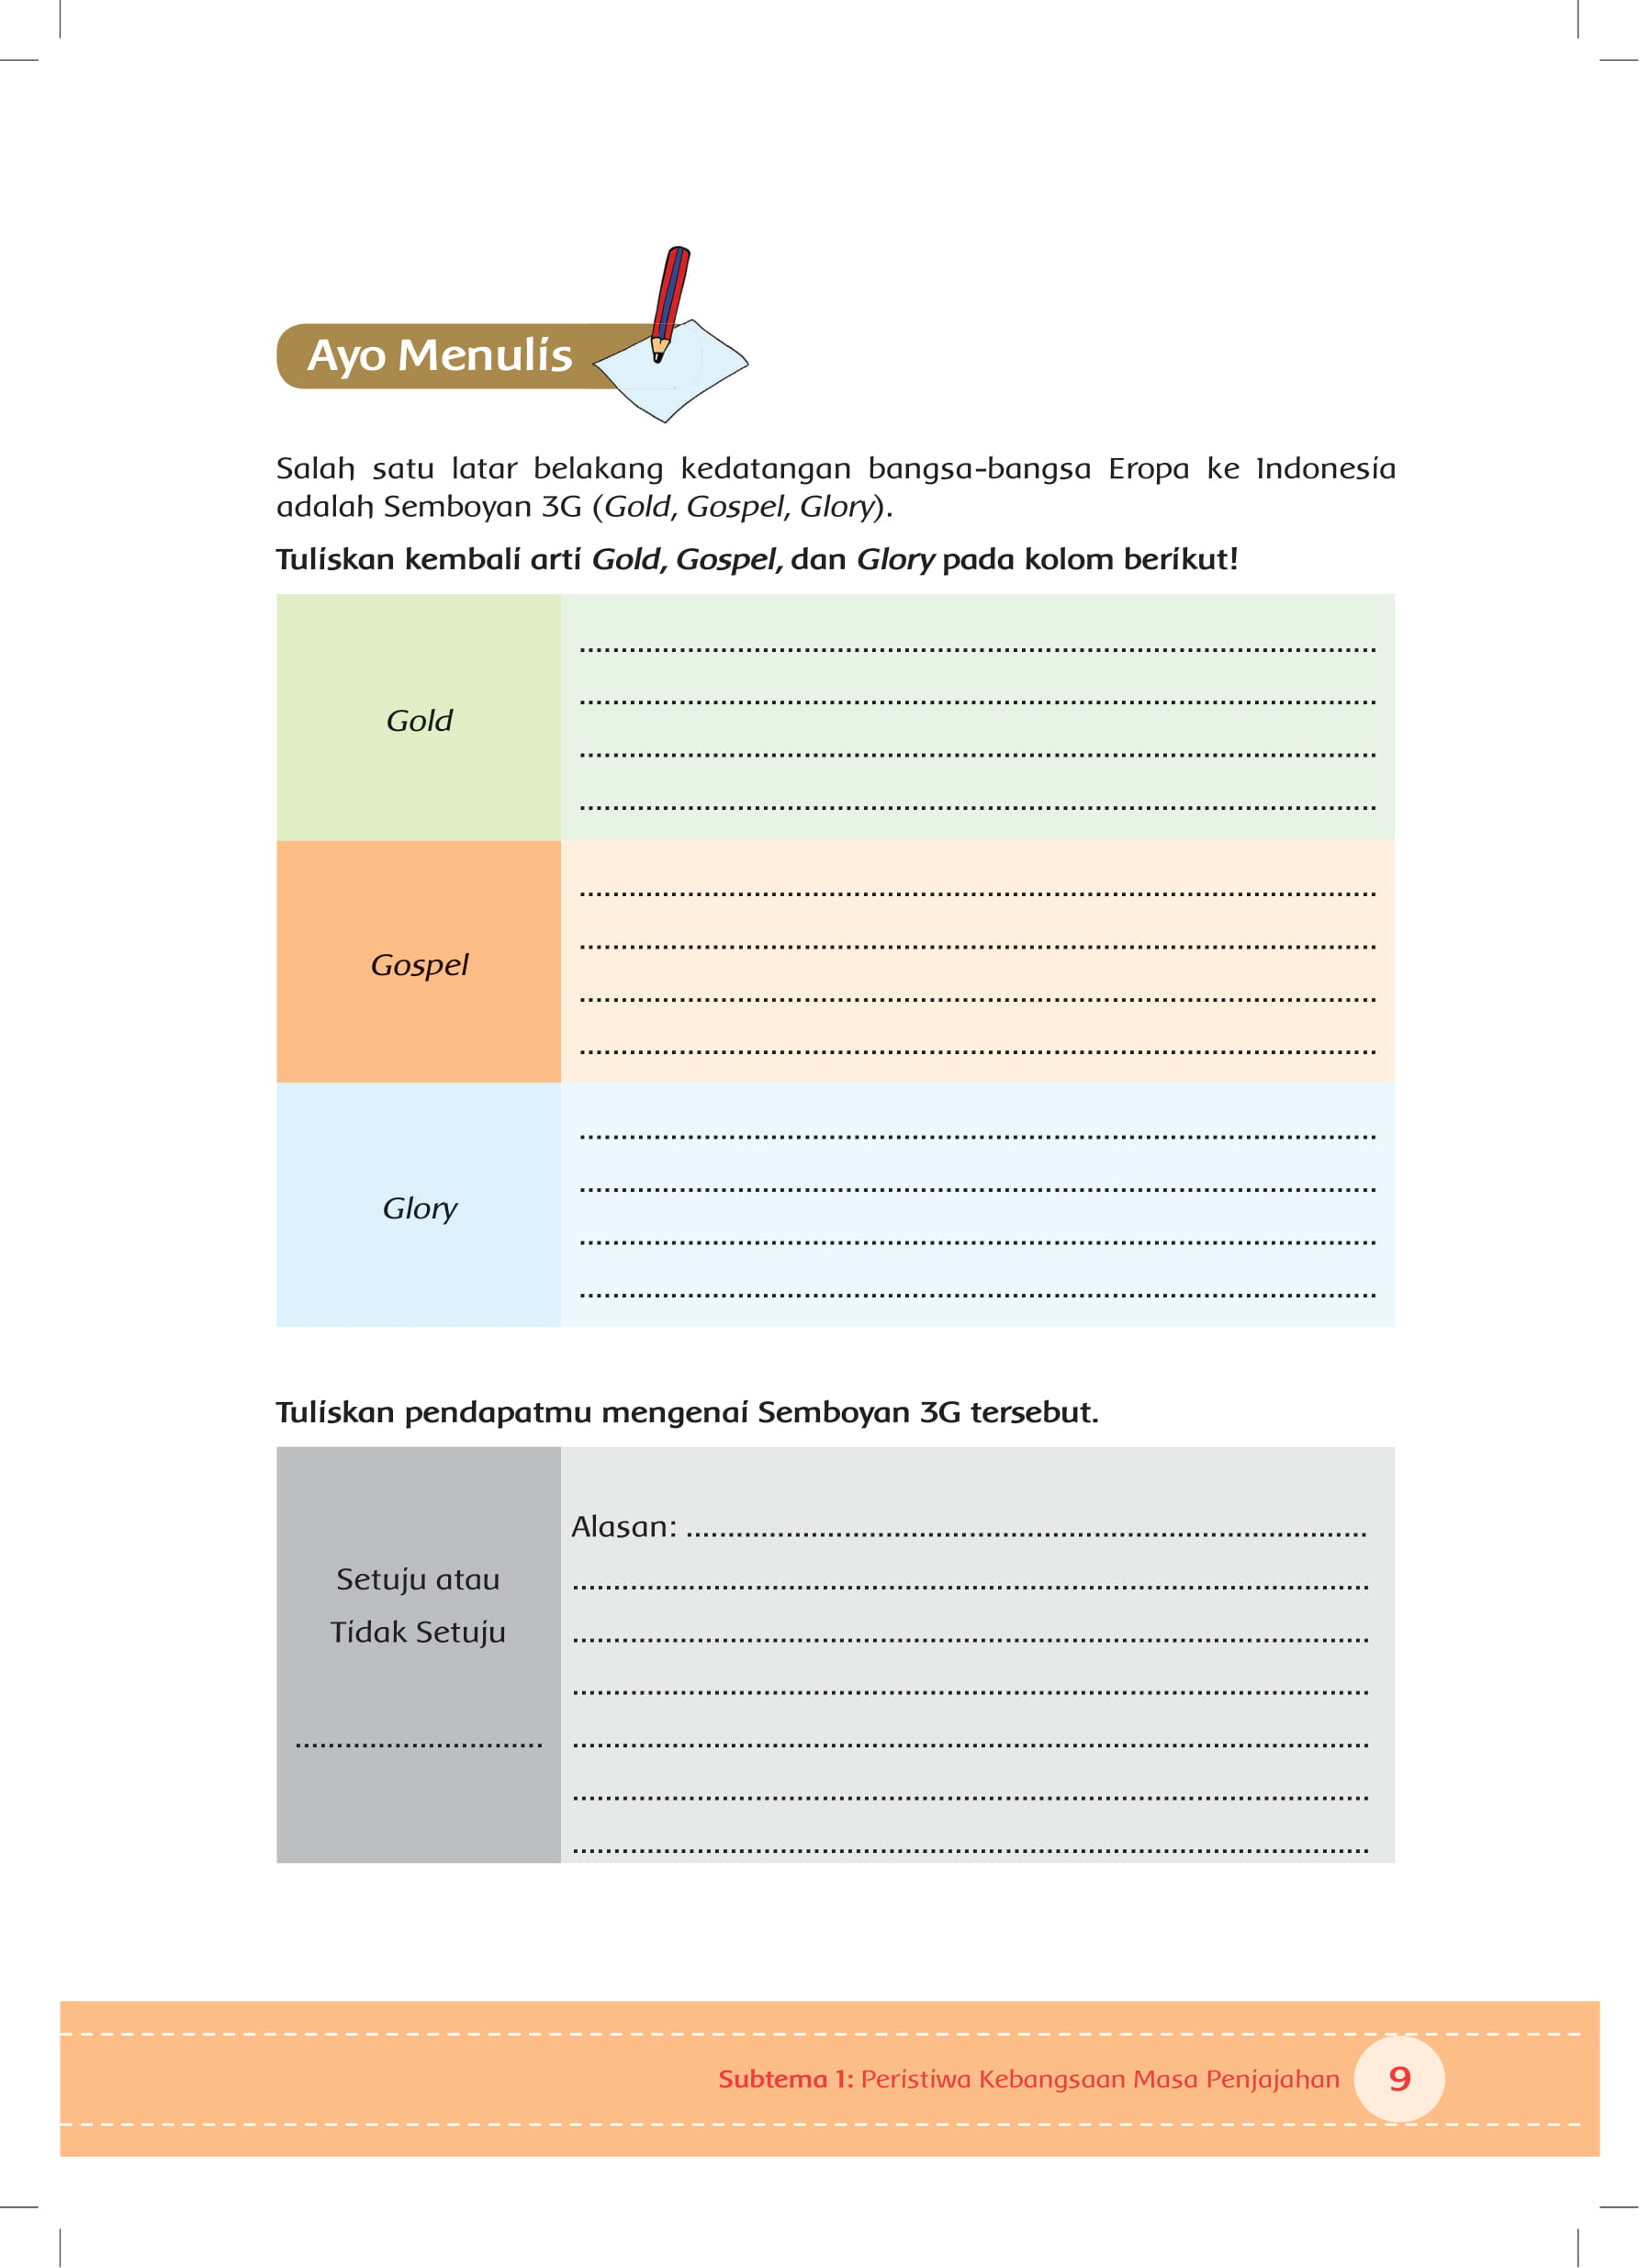 Ayo Menulis
Salah satu latar belakang kedatangan bangsa-bangsa Eropa ke Indonesia
adalah Semboyan 3G (Gold, Gospel, Glory).
Tuliskan kembali arti Gold, Gospel, dan Glory pada kolom berikut!
Gold
Gospel
Glory
Tuliskan pendapatmu mengenai Semboyan 3G tersebut.
Setuju atau
Tidak Setuju
..............................
Alasan: ..................................................................................
Subtema 1: Peristiwa Kebangsaan Masa Penjajahan
9